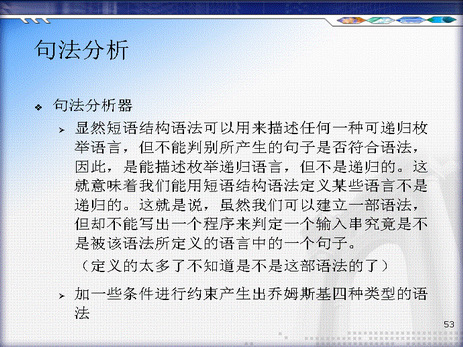 句法分析
句法分析器
显然短语结构语法可以用来描述任何一种可递归枚
举语言，但不能判别所产生的句子是否符合语法，
因此，是能描述枚举递归语言，但不是递归的。这
就意味着我们能用短语结构语法定义某些语言不是
递归的。这就是说，虽然我们可以建立一部语法，
但却不能写出一个程序来判定一个输入串究竟是不
是被该语法所定义的语言中的一个句子。
（定义的太多了不知道是不是这部语法的了）
加一些条件进行约束产生出乔姆斯基四种类型的语
法
53